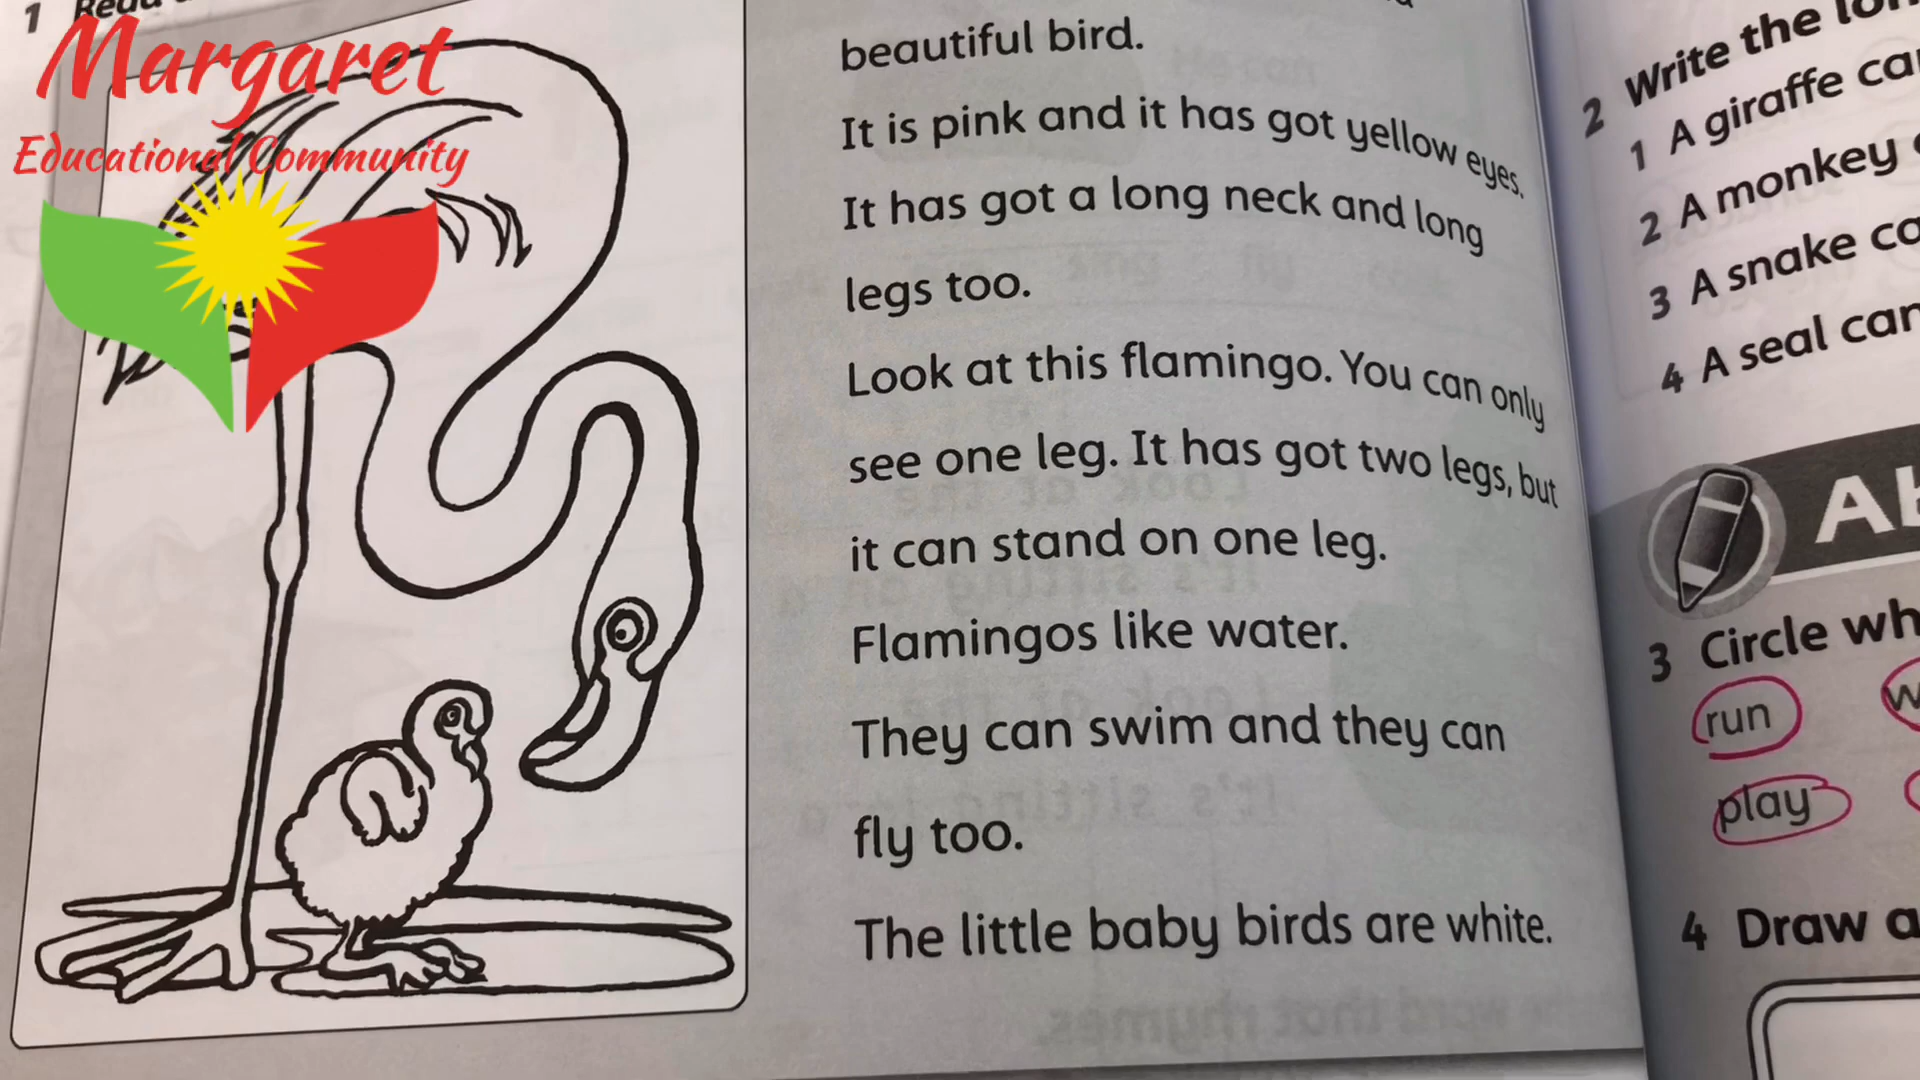 1 Read
Margaret
Educational Community
beautiful bird.
It is pink and it has got yellow eyes.
It has got a long neck and long
legs too.
Look at this flamingo. You can only
see one leg. It has got two legs, but
it can stand on one leg.
Flamingos like water.
They can swim and they can
fly too.
The little baby birds are white.
2 Write the
1 A giraffe
2 A monkey
3 A snake
4 A seal can
3 Circle
run
play
4 Draw a